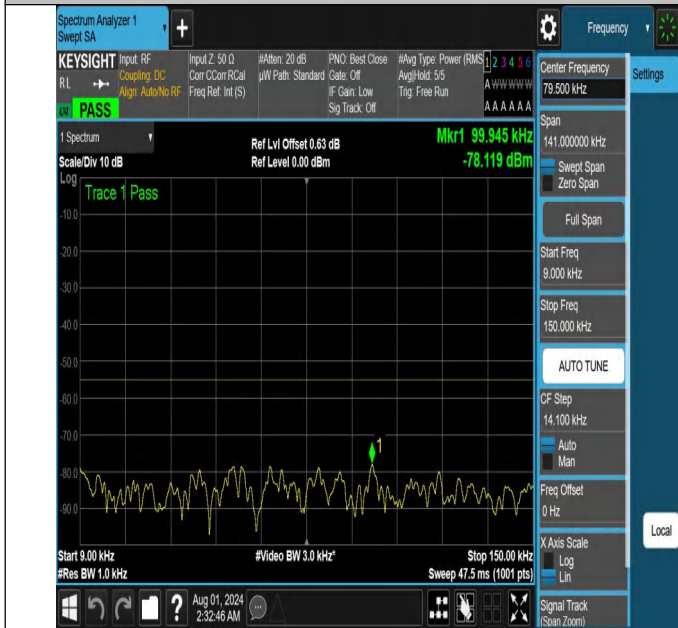 Spectrum Analyzer 1
Swept SA
+
Frequency
KEYSIGHT
RL
LXI
PASS
Input: RF
Coupling: DC
Align: Auto/No RF
Input Z: 50 Ω
Corr CCorr RCal
Freq Ref: Int (S)
#Atten: 20 dB
µW Path: Standard
PNO: Best Close
Gate: Off
IF Gain: Low
Sig Track: Off
#Avg Type: Power (RMS
Avg|Hold: 5/5
Trig: Free Run
1 2 3 4 5 6
A W W W W W
A A A A A A
1 Spectrum
Scale/Div 10 dB
Ref Lvl Offset 0.63 dB
Ref Level 0.00 dBm
Mkr1 99.945 kHz
-78.119 dBm
Log
Trace 1 Pass
-10.0
-20.0
-30.0
-40.0
-50.0
-60.0
-70.0
-80.0
-90.0
1
Start 9.00 kHz
#Res BW 1.0 kHz
#Video BW 3.0 kHz*
Stop 150.00 kHz
Sweep 47.5 ms (1001 pts)
Center Frequency
79.500 kHz
Settings
Span
141.000000 kHz
Swept Span
Zero Span
Full Span
Start Freq
9.000 kHz
Stop Freq
150.000 kHz
AUTO TUNE
CF Step
14.100 kHz
Auto
Man
Freq Offset
0 Hz
X Axis Scale
Log
Lin
Signal Track
(Span Zoom)
Local
?
Aug 01, 2024
2:32:46 AM